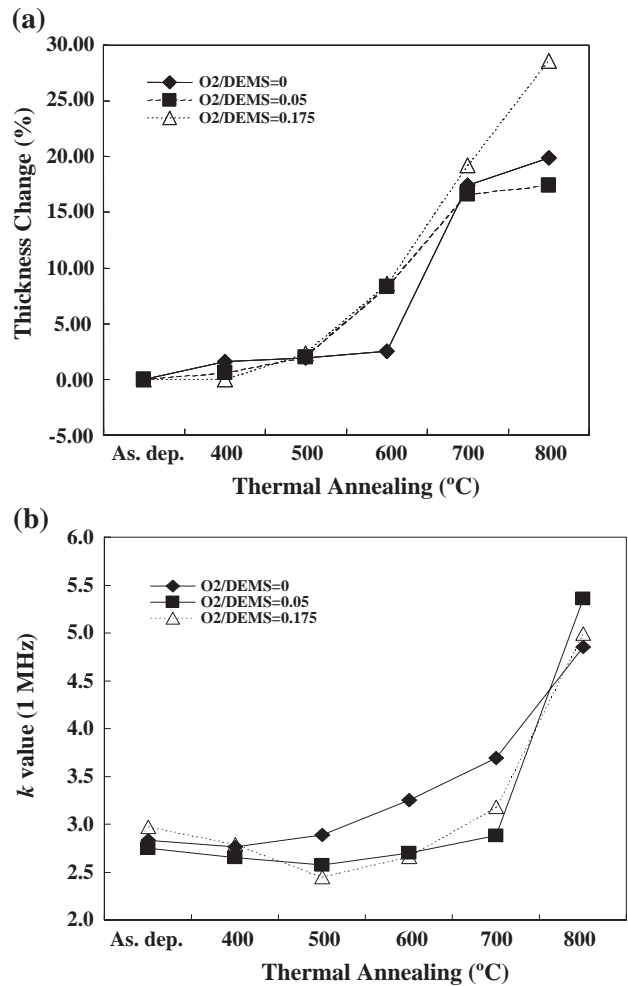 (a)
30.00
25.00
20.00
15.00
10.00
5.00
0.00
-5.00
Thickness Change (%)
O2/DEMS=0
O2/DEMS=0.05
O2/DEMS=0.175
As. dep. 400 500 600 700 800
Thermal Annealing (ºC)
(b)
6.0
5.5
5.0
4.5
4.0
3.5
3.0
2.5
2.0
k value (1 MHz)
O2/DEMS=0
O2/DEMS=0.05
O2/DEMS=0.175
As. dep. 400 500 600 700 800
Thermal Annealing (ºC)